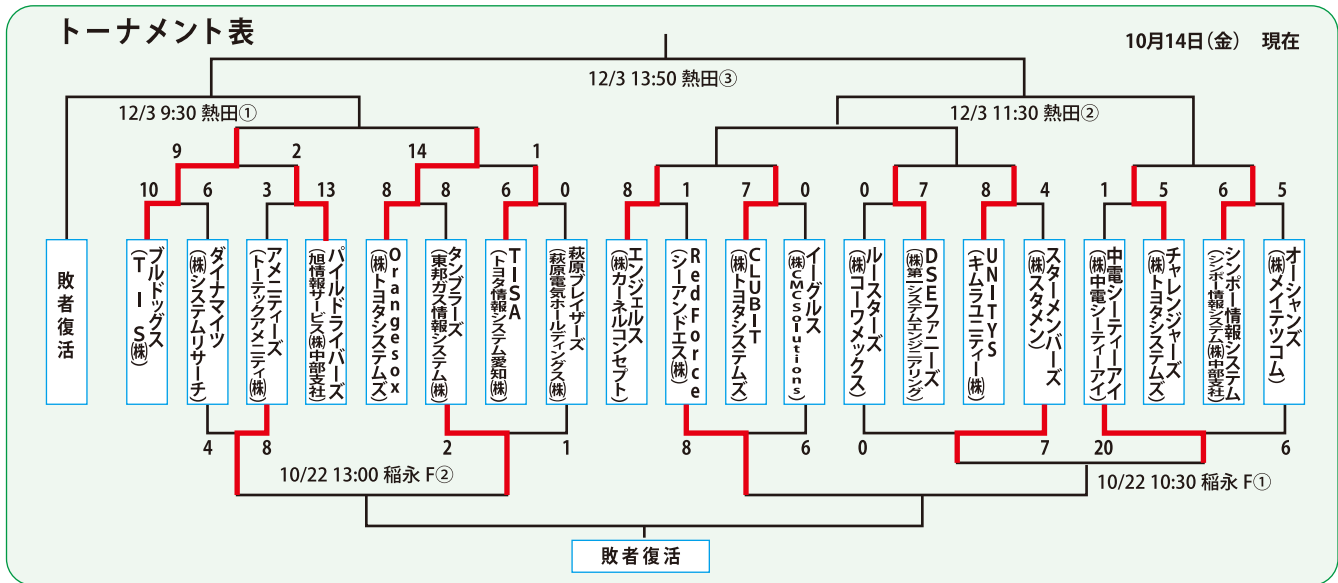 トーナメント表
10月14日(金) 現在
12/3 13:50 熱田③
12/3 9:30 熱田①
12/3 11:30 熱田②
9 2 14 1
10 6 3 13 8 8 6 0 8 1 7 0 0 7 8 4 1 5 6 5
敗者復活
ブルドッグス
(TIS(株))
ダイナマイツ
((株)システムリサーチ)
アメニティーズ
(トーテックアメニティ(株))
パイルドライバーズ
(旭情報サービス(株)中部支社)
Orangesox
((株)トヨタシステムズ)
タンブラーズ
(東邦ガス情報システム(株))
TISA
(トヨタ情報システム愛知(株))
萩原ブレイザーズ
(萩原電気ホールディングス(株))
エンジェルス
((株)カーネルコンセプト)
RedForce
(シーアンドエス(株))
CLUBIT
((株)トヨタシステムズ)
イーグルス
((株)CMC Solutions)
ルースターズ
((株)コーワメックス)
DSEファニーズ
((株)第一システムエンジニアリング)
UNITYS
(キムラユニティー(株))
スターメンバーズ
((株)スタメン)
中電シーティーアイ
((株)中電シーティーアイ)
チャレンジャーズ
((株)トヨタシステムズ)
シンポー情報システム
(シンポー情報システム(株)中部支社)
オーシャンズ
((株)メイテツコム)
4 8 2 1 8 6 0 7 20 6
10/22 13:00 稲永 F②
10/22 10:30 稲永 F①
敗者復活